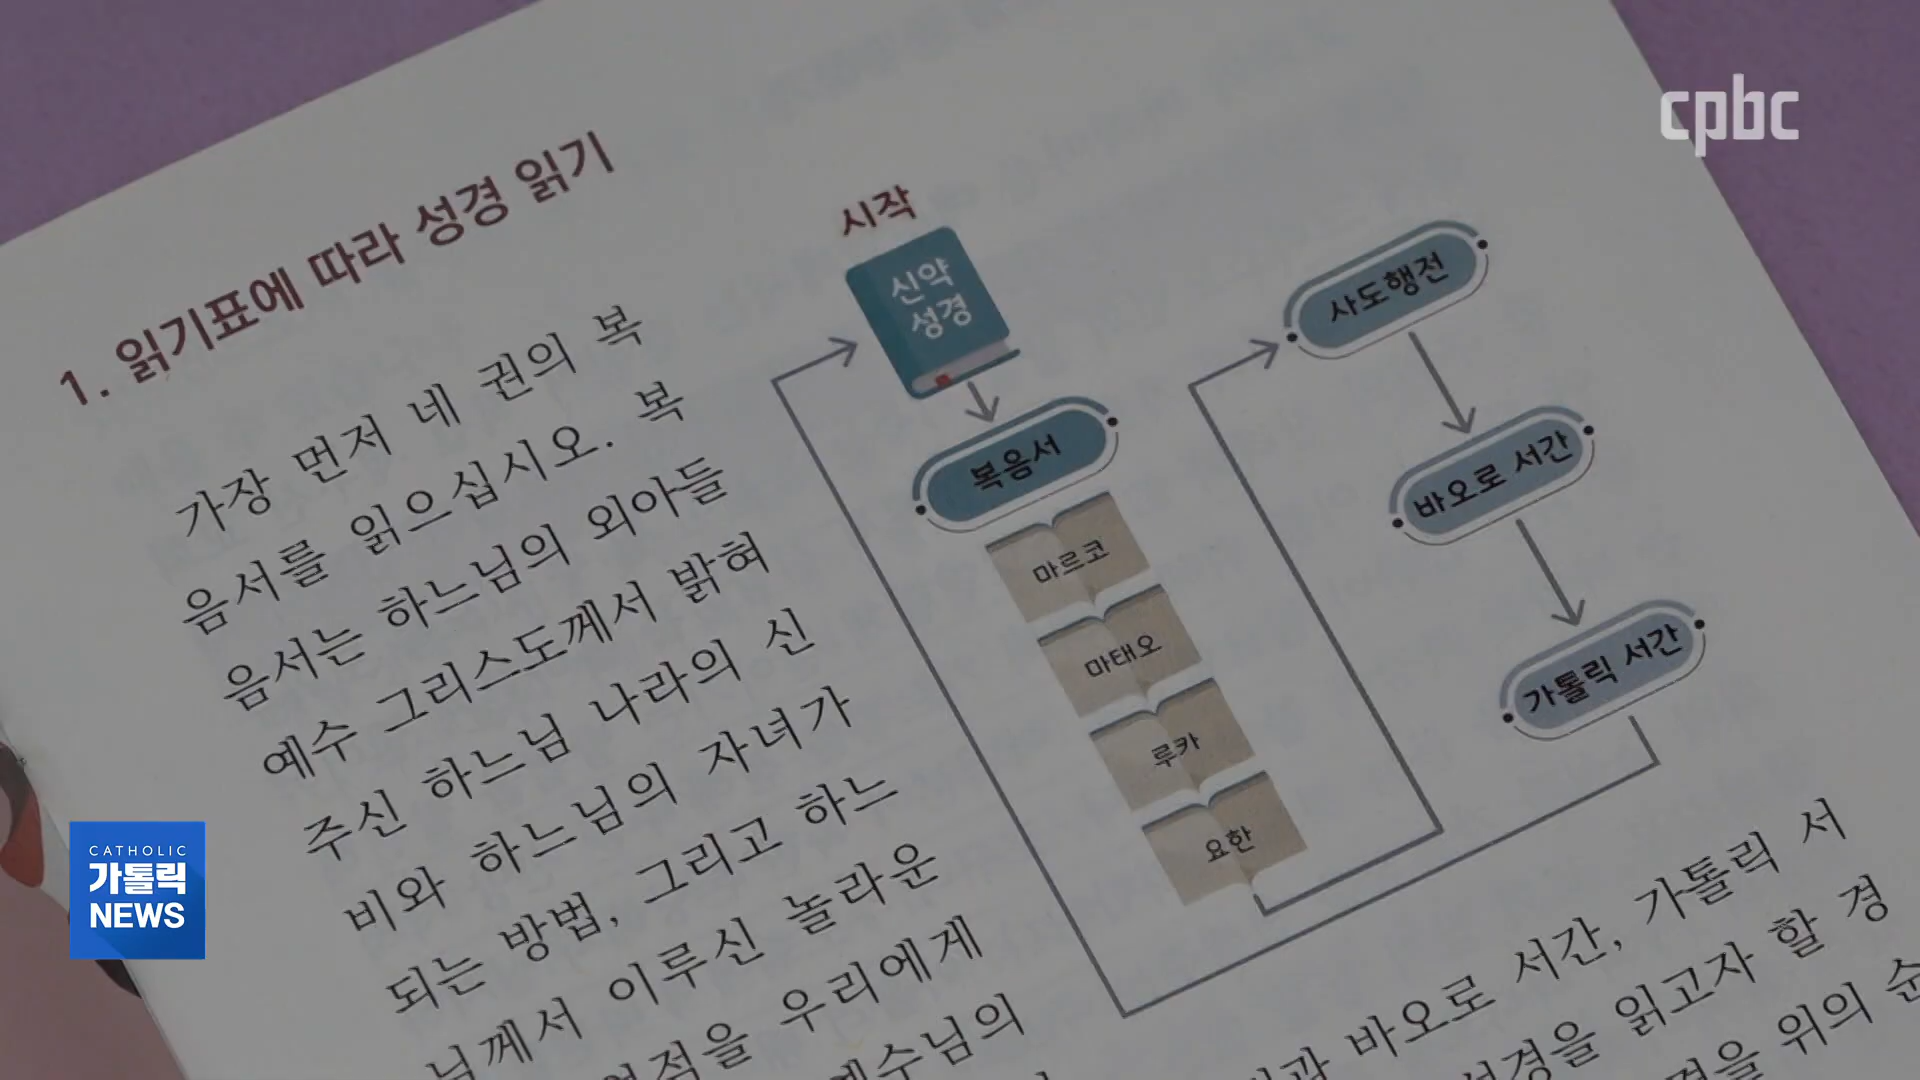 cpbc
1. 읽기표에 따라 성경 읽기
가장 먼저 네 권의 복
음서를 읽으십시오. 복
음서는 하느님의 외아들
예수 그리스도께서 밝혀
주신 하느님 나라의 신
비와 하느님의 자녀가
되는 방법, 그리고 하느
님께서 이루신 놀라운
업적을 우리에게
예수님의
시작
신약
성경
복음서
마르코
마태오
루카
요한
사도행전
바오로 서간
가톨릭 서간
바오로 서간, 가톨릭 서
성경을 읽고자 할 경
위의 순
CATHOLIC
가톨릭
NEWS